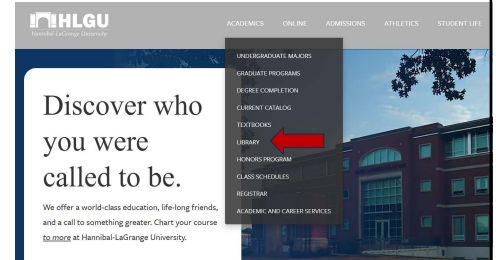 HLGU
Hannibal-LaGrange University
ACADEMICS ONLINE ADMISSIONS ATHLETICS STUDENT LIFE
UNDERGRADUATE MAJORS
GRADUATE PROGRAMS
DEGREE COMPLETION
CURRENT CATALOG
TEXTBOOKS
LIBRARY
HONORS PROGRAM
CLASS SCHEDULES
REGISTRAR
ACADEMIC AND CAREER SERVICES
Discover who
you were
called to be.
We offer a world-class education, life-long friends,
and a call to something greater. Chart your course
to more at Hannibal-LaGrange University.